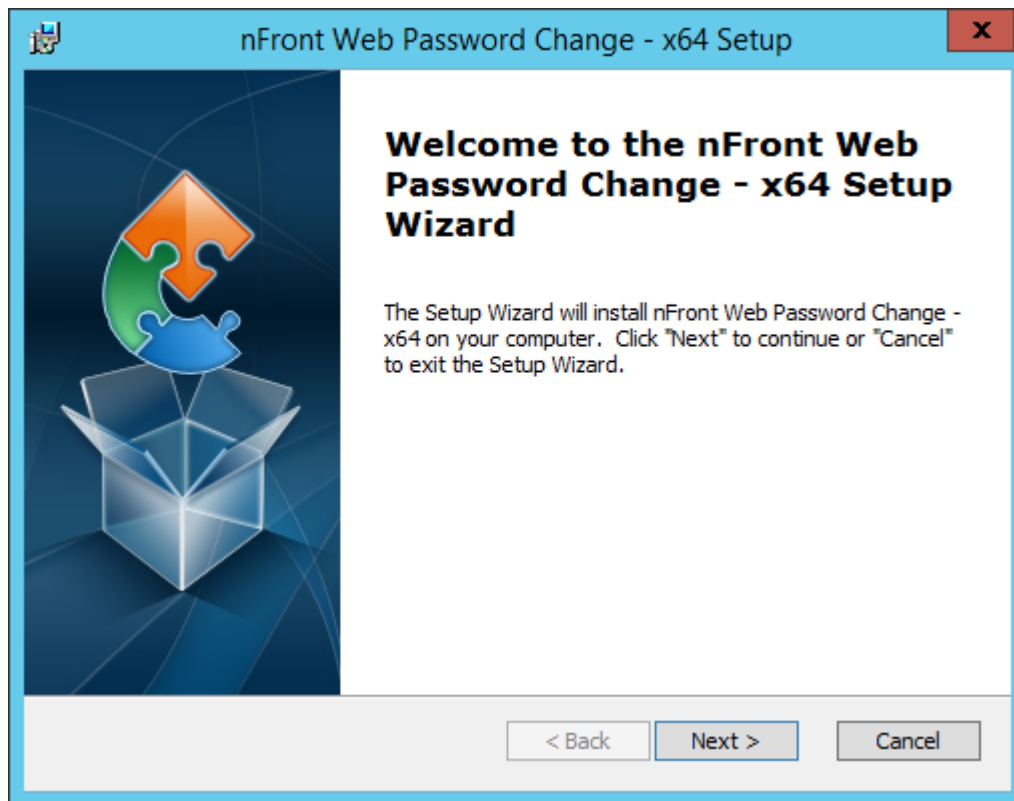 nFront Web Password Change - x64 Setup
x
Welcome to the nFront Web
Password Change - x64 Setup
Wizard
The Setup Wizard will install nFront Web Password Change -
x64 on your computer.  Click "Next" to continue or "Cancel"
to exit the Setup Wizard.
< Back
Next >
Cancel